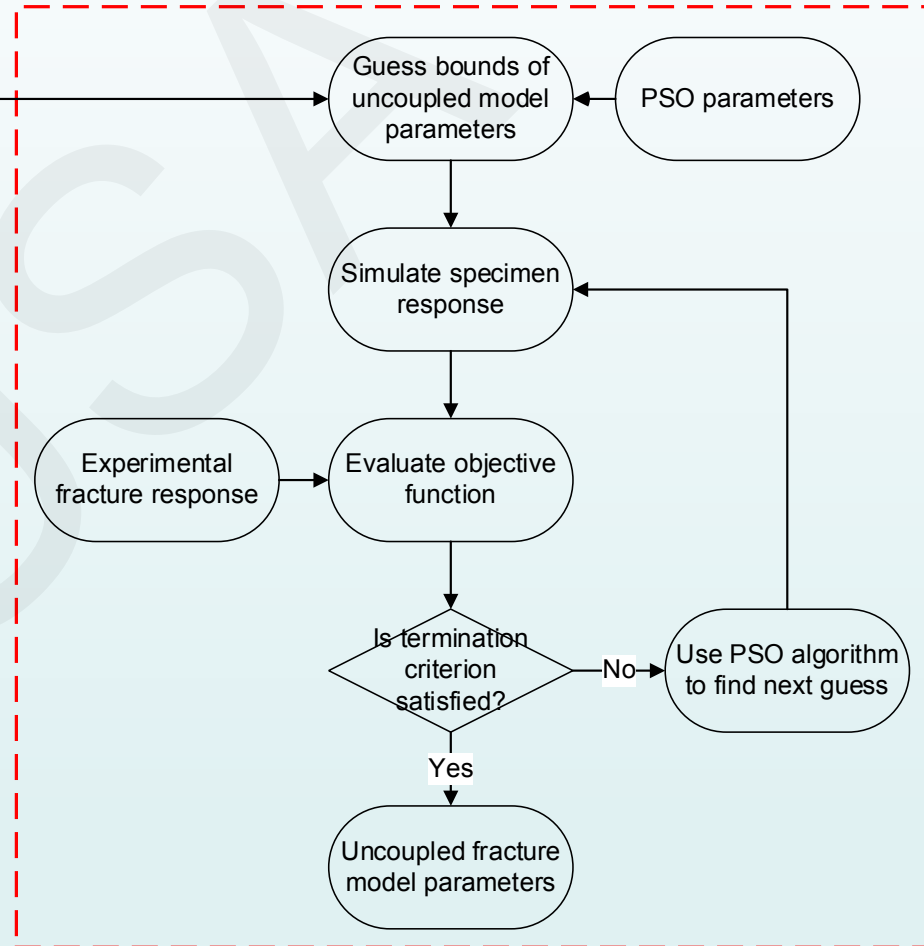 Guess bounds of
uncoupled model
parameters
PSO parameters
Simulate specimen
response
Experimental
fracture response
Evaluate objective
function
Is termination
criterion
satisfied?
No
Use PSO algorithm
to find next guess
Yes
Uncoupled fracture
model parameters